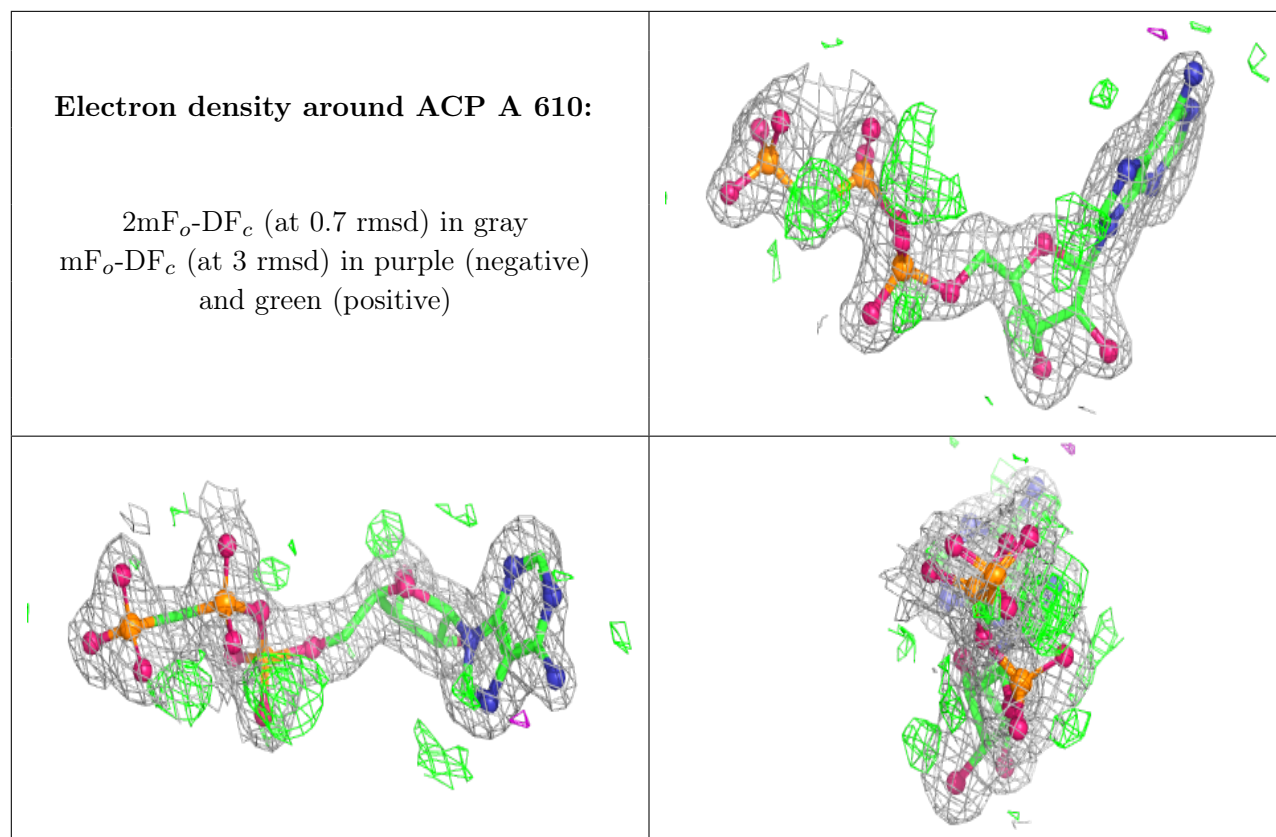 Electron density around ACP A 610:
2mFₒ-DF𝒸 (at 0.7 rmsd) in gray
mFₒ-DF𝒸 (at 3 rmsd) in purple (negative)
and green (positive)